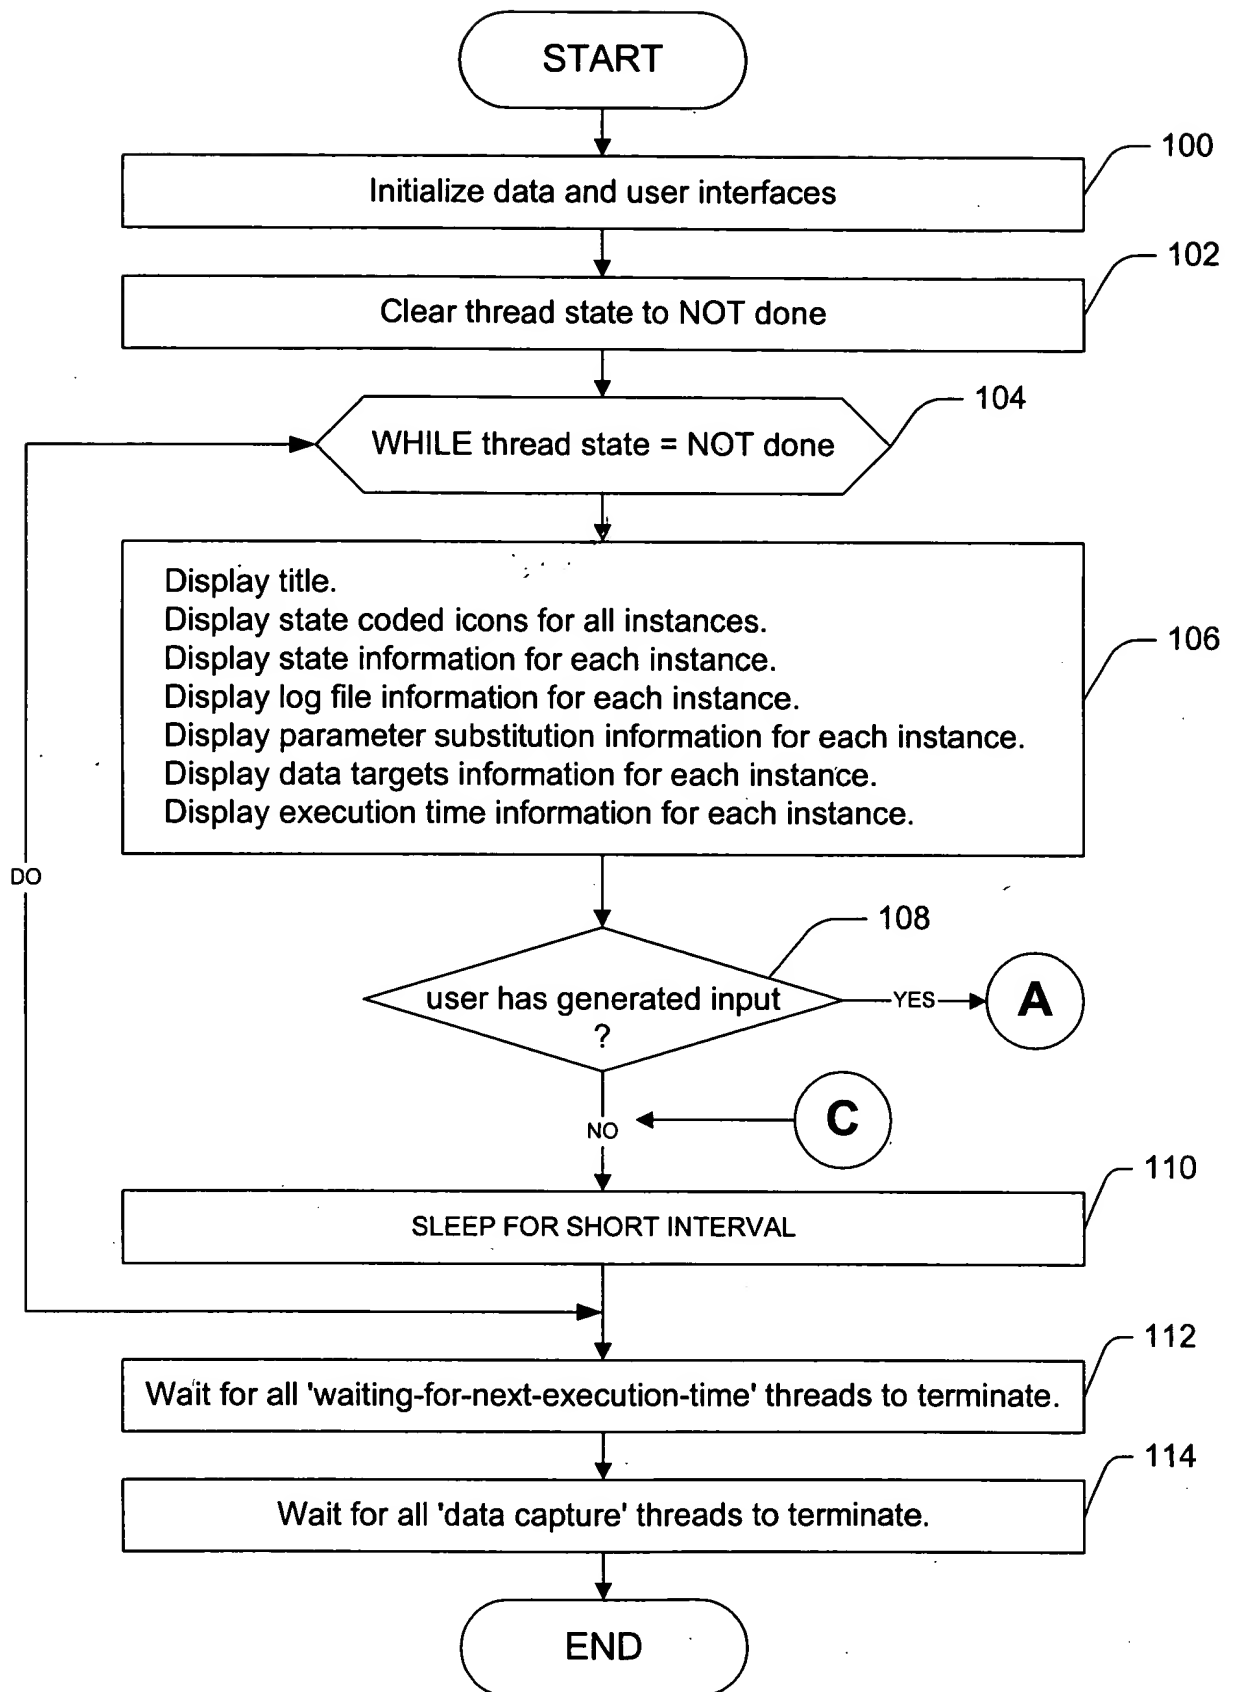 START
100
Initialize data and user interfaces
102
Clear thread state to NOT done
104
WHILE thread state = NOT done
Display title.
Display state coded icons for all instances.
Display state information for each instance.
Display log file information for each instance.
Display parameter substitution information for each instance.
Display data targets information for each instance.
Display execution time information for each instance.
106
DO
108
user has generated input
?
YES
A
C
NO
110
SLEEP FOR SHORT INTERVAL
112
Wait for all 'waiting-for-next-execution-time' threads to terminate.
114
Wait for all 'data capture' threads to terminate.
END